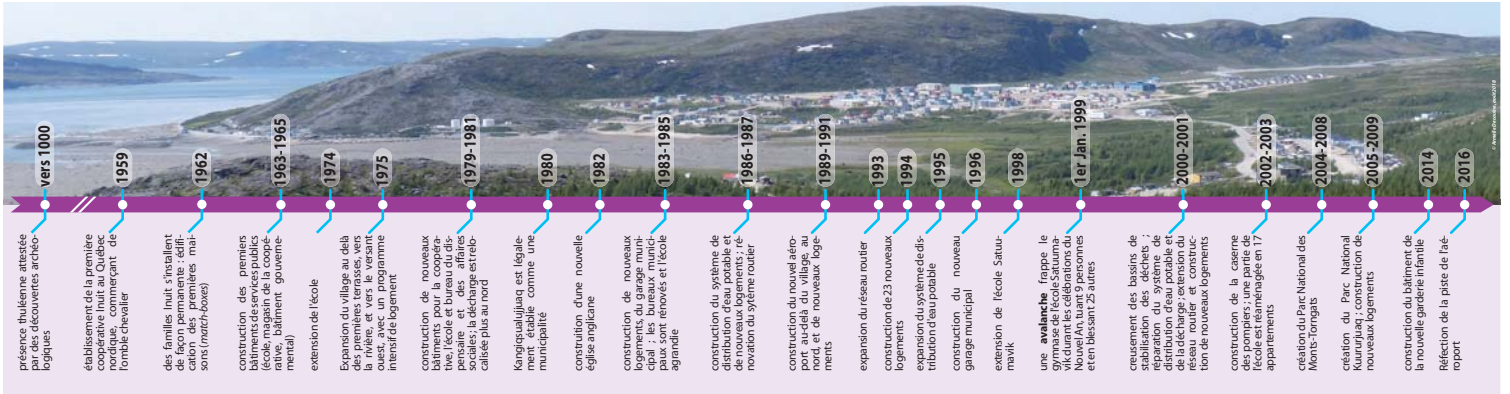 vers 1000
présence thuléenne attestée
par des découvertes archéo-
logiques
1959
établissement de la première
coopérative Inuit au Québec
nordique, commerçant de
l'omble chevalier
1962
des familles Inuit s'installent
de façon permanente : édifi-
cation des premières mai-
sons (match-boxes)
1963-1965
construction des premiers
bâtiments de services publics
(école, magasin de la coopé-
rative, bâtiment gouverne-
mental)
1974
extension de l'école
1975
Expansion du village au delà
des premières terrasses, vers
la rivière, et vers le versant
ouest, avec un programme
intensif de logement
1979-1981
construction de nouveaux
bâtiments pour la coopéra-
tive, l'école et bureau du dis-
pensaire et des affaires
sociales ; la décharge est relo-
calisée plus au nord
1980
Kangiqsualujjuaq est légale-
ment établie comme une
municipalité
1982
construition d'une nouvelle
église anglicane
1983-1985
construction de nouveaux
logements, du garage muni-
cipal ; les bureaux munici-
paux sont rénovés et l'école
agrandie
1986-1987
construction du système de
distribution d'eau potable et
de nouveaux logements ; ré-
novation du sytème routier
1989-1991
construction du nouvel aéro-
port au-délà du village, au
nord, et de nouveaux loge-
ments
1993
expansion du réseau routier
1994
construction de 23 nouveaux
logements
1995
expansion du système de dis-
tribution d'eau potable
1996
construction du nouveau
garage municipal
1998
extension de l'école Satuu-
mavik
1er Jan. 1999
une avalanche frappe le
gymnase de l'école Satuuma-
vik durant les célébrations du
Nouvel An, tuant 9 personnes
et en blessant 25 autres
2000-2001
creusement des bassins de
stabilisation des déchets ;
réparation du système de
distribution d'eau potable et
de la décharge ; extension du
réseau routier et construc-
tion de nouveaux logements
2002-2003
construction de la caserne
des pompiers ; une partie de
l'école est réaménagée en 17
appartements
2004-2008
création du Parc National des
Monts-Torngats
2005-2009
création du Parc National
Kuururjuaq ; construction de
nouveaux logements
2014
construction du bâtiment de
la nouvelle garderie infantile
2016
Réfection de la piste de l'aé-
roport